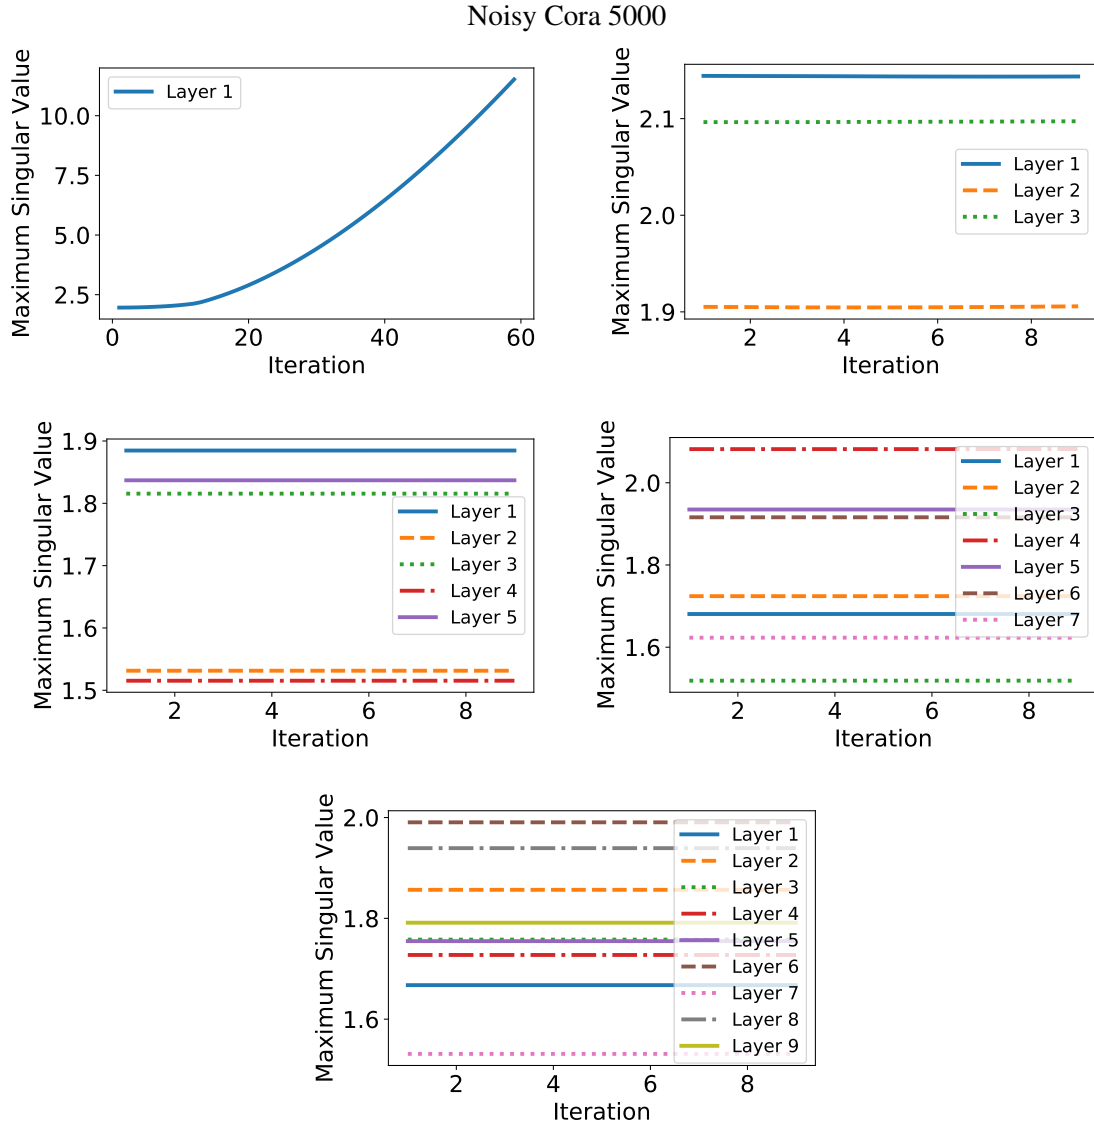 Noisy Cora 5000
Maximum Singular Value
10.0
7.5
5.0
2.5
Layer 1
0 20 40 60
Iteration
Maximum Singular Value
2.1
2.0
1.9
Layer 1
Layer 2
Layer 3
2 4 6 8
Iteration
Maximum Singular Value
1.9
1.8
1.7
1.6
1.5
Layer 1
Layer 2
Layer 3
Layer 4
Layer 5
2 4 6 8
Iteration
Maximum Singular Value
2.0
1.8
1.6
Layer 1
Layer 2
Layer 3
Layer 4
Layer 5
Layer 6
Layer 7
2 4 6 8
Iteration
Maximum Singular Value
2.0
1.8
1.6
Layer 1
Layer 2
Layer 3
Layer 4
Layer 5
Layer 6
Layer 7
Layer 8
Layer 9
2 4 6 8
Iteration